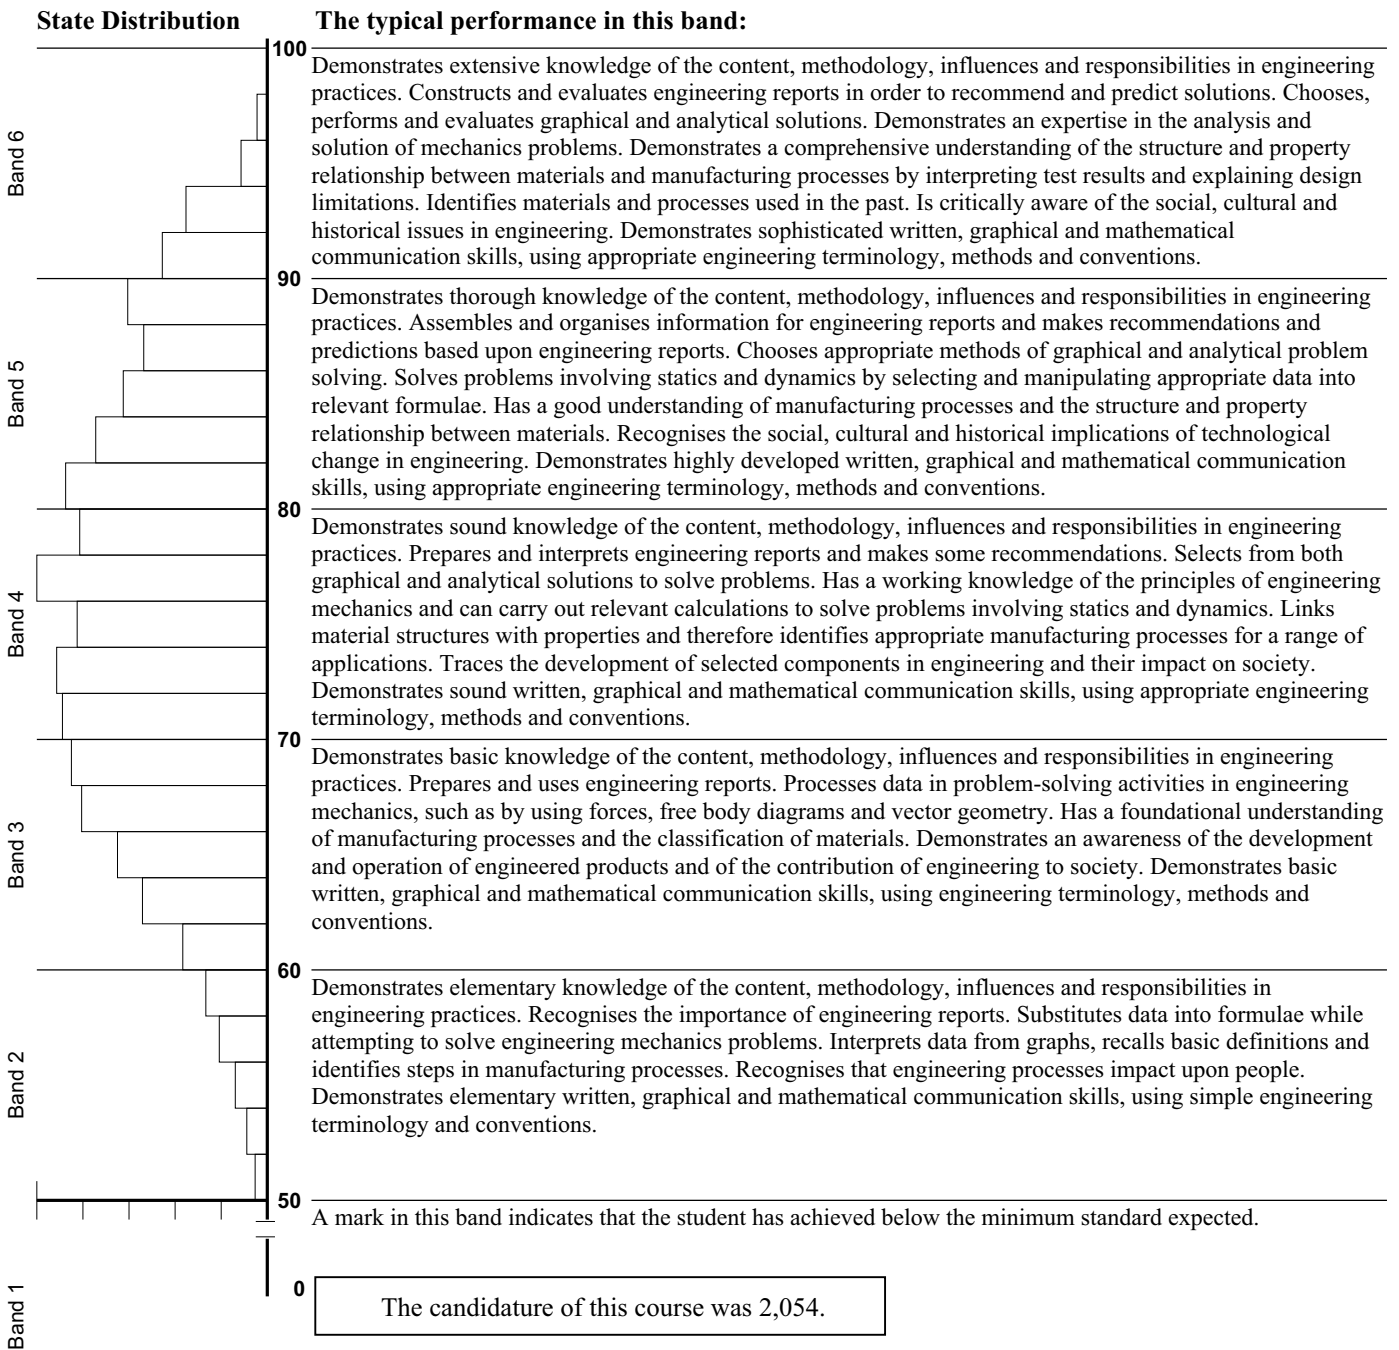 State Distribution
The typical performance in this band:
100
Band 6
Demonstrates extensive knowledge of the content, methodology, influences and responsibilities in engineering
practices. Constructs and evaluates engineering reports in order to recommend and predict solutions. Chooses,
performs and evaluates graphical and analytical solutions. Demonstrates an expertise in the analysis and
solution of mechanics problems. Demonstrates a comprehensive understanding of the structure and property
relationship between materials and manufacturing processes by interpreting test results and explaining design
limitations. Identifies materials and processes used in the past. Is critically aware of the social, cultural and
historical issues in engineering. Demonstrates sophisticated written, graphical and mathematical
communication skills, using appropriate engineering terminology, methods and conventions.
90
Band 5
Demonstrates thorough knowledge of the content, methodology, influences and responsibilities in engineering
practices. Assembles and organises information for engineering reports and makes recommendations and
predictions based upon engineering reports. Chooses appropriate methods of graphical and analytical problem
solving. Solves problems involving statics and dynamics by selecting and manipulating appropriate data into
relevant formulae. Has a good understanding of manufacturing processes and the structure and property
relationship between materials. Recognises the social, cultural and historical implications of technological
change in engineering. Demonstrates highly developed written, graphical and mathematical communication
skills, using appropriate engineering terminology, methods and conventions.
80
Band 4
Demonstrates sound knowledge of the content, methodology, influences and responsibilities in engineering
practices. Prepares and interprets engineering reports and makes some recommendations. Selects from both
graphical and analytical solutions to solve problems. Has a working knowledge of the principles of engineering
mechanics and can carry out relevant calculations to solve problems involving statics and dynamics. Links
material structures with properties and therefore identifies appropriate manufacturing processes for a range of
applications. Traces the development of selected components in engineering and their impact on society.
Demonstrates sound written, graphical and mathematical communication skills, using appropriate engineering
terminology, methods and conventions.
70
Band 3
Demonstrates basic knowledge of the content, methodology, influences and responsibilities in engineering
practices. Prepares and uses engineering reports. Processes data in problem-solving activities in engineering
mechanics, such as by using forces, free body diagrams and vector geometry. Has a foundational understanding
of manufacturing processes and the classification of materials. Demonstrates an awareness of the development
and operation of engineered products and of the contribution of engineering to society. Demonstrates basic
written, graphical and mathematical communication skills, using engineering terminology, methods and
conventions.
60
Band 2
Demonstrates elementary knowledge of the content, methodology, influences and responsibilities in
engineering practices. Recognises the importance of engineering reports. Substitutes data into formulae while
attempting to solve engineering mechanics problems. Interprets data from graphs, recalls basic definitions and
identifies steps in manufacturing processes. Recognises that engineering processes impact upon people.
Demonstrates elementary written, graphical and mathematical communication skills, using simple engineering
terminology and conventions.
50
A mark in this band indicates that the student has achieved below the minimum standard expected.
0
Band 1
The candidature of this course was 2,054.